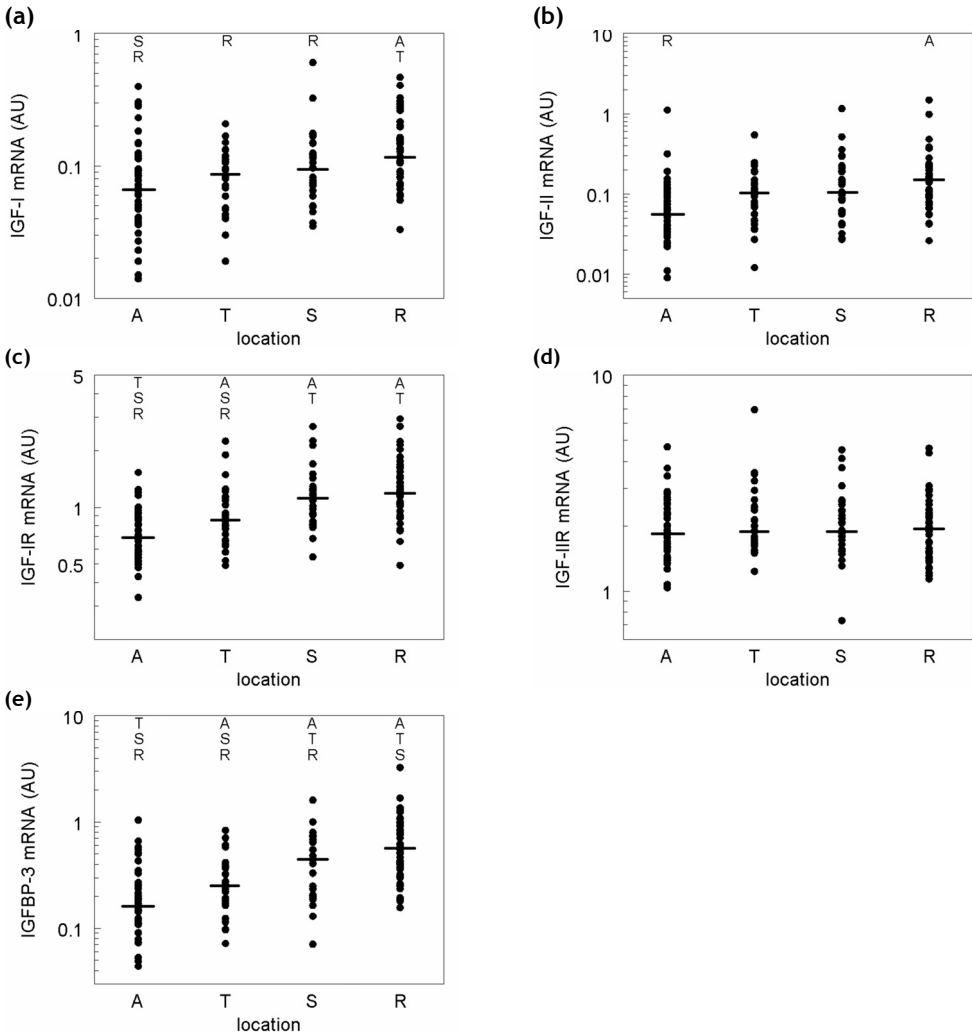 (a)
1
0.1
0.01
IGF-I mRNA (AU)
S R A
R
R
T
A T S R
location
(b)
10
1
0.1
0.01
IGF-II mRNA (AU)
R A
A T S R
location
(c)
5
1
0.5
IGF-IR mRNA (AU)
T A A A
S S T T
R R
A T S R
location
(d)
10
1
IGF-IIR mRNA (AU)
A T S R
location
(e)
10
1
0.1
IGFBP-3 mRNA (AU)
T A A A
S S T T
R R R S
A T S R
location